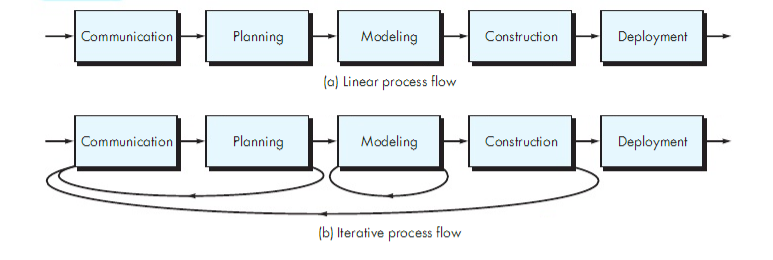 Communication Planning Modeling Construction Deployment
(a) Linear process flow
Communication Planning Modeling Construction Deployment
(b) Iterative process flow